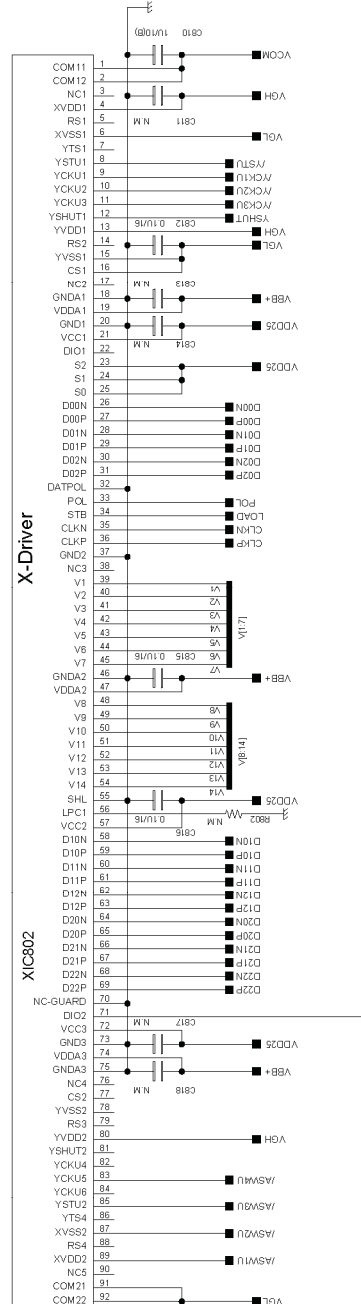 X-Driver
XIC802
COM11 1
COM12 2
NC1 3
XVDD1 4
RS1 5
XVSS1 6
YTS1 7
YSTU1 8
YCKU1 9
YCKU2 10
YCKU3 11
YSHUT1 12
YVDD1 13
RS2 14
YVSS1 15
CS1 16
NC2 17
GNDA1 18
VDDA1 19
GND1 20
VCC1 21
DIO1 22
S2 23
S1 24
S0 25
D00N 26
D00P 27
D01N 28
D01P 29
D02N 30
D02P 31
DATPOL 32
POL 33
STB 34
CLKN 35
CLKP 36
GND2 37
NC3 38
V1 39
V2 40
V3 41
V4 42
V5 43
V6 44
V7 45
GNDA2 46
VDDA2 47
V8 48
V9 49
V10 50
V11 51
V12 52
V13 53
V14 54
SHL 55
LPC1 56
VCC2 57
D10N 58
D10P 59
D11N 60
D11P 61
D12N 62
D12P 63
D20N 64
D20P 65
D21N 66
D21P 67
D22N 68
D22P 69
NC-GUARD 70
DIO2 71
VCC3 72
GND3 73
VDDA3 74
GNDA3 75
NC4 76
CS2 77
YVSS2 78
RS3 79
YVDD2 80
YSHUT2 81
YCKU4 82
YCKU5 83
YCKU6 84
YSTU2 85
YTS4 86
XVSS2 87
RS4 88
XVDD2 89
NC5 90
COM21 91
COM22 92
1U/10(B) C810
VCOM
VGH
N.M C811
VGL
/YSTU
/YCK1U
/YCK2U
/YCK3U
YSHUT
0.1U/16 C812
VGH
VGL
N.M C813
VBB+
VDD25
N.M C814
VDD25
D00N
D00P
D01N
D01P
D02N
D02P
POL
LOAD
CLKN
CLKP
V1
V2
V3
V4
V5
V6
V7
V[1:7]
0.1U/16 C815
VBB+
V8
V9
V10
V11
V12
V13
V14
V[8:14]
VDD25
0.1U/16 C816
N.M R802
D10N
D10P
D11N
D11P
D12N
D12P
D20N
D20P
D21N
D21P
D22N
D22P
N.M C817
VDD25
VBB+
N.M C818
VGH
/ASW4U
/ASW3U
/ASW2U
/ASW1U
VGL